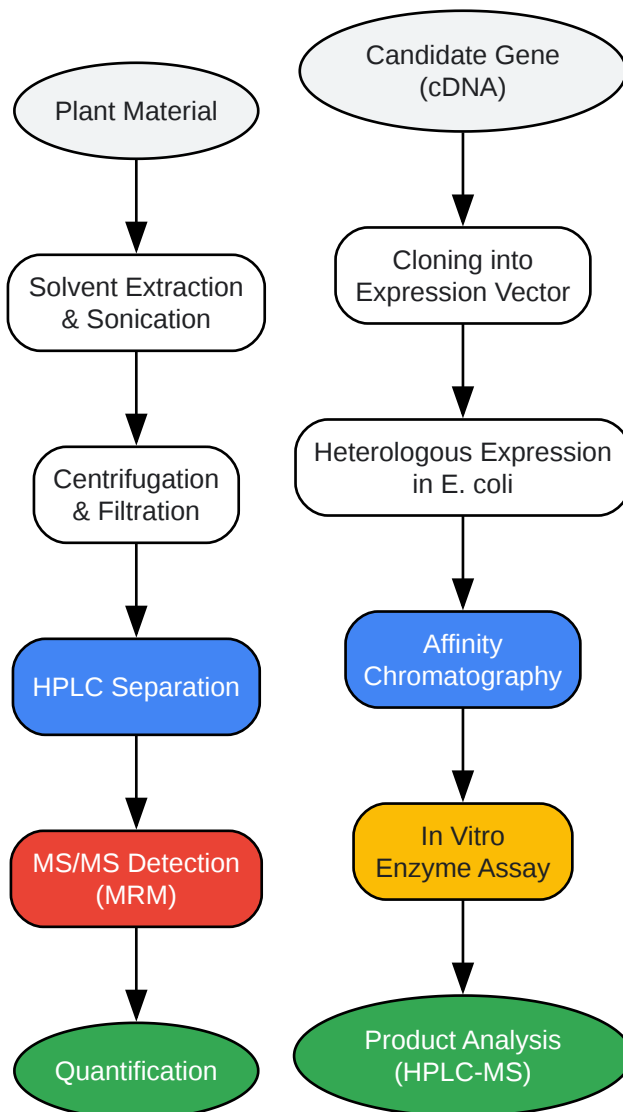 Plant Material
Solvent Extraction
& Sonication
Centrifugation
& Filtration
HPLC Separation
MS/MS Detection
(MRM)
Quantification
Candidate Gene
(cDNA)
Cloning into
Expression Vector
Heterologous Expression
in E. coli
Affinity
Chromatography
In Vitro
Enzyme Assay
Product Analysis
(HPLC-MS)